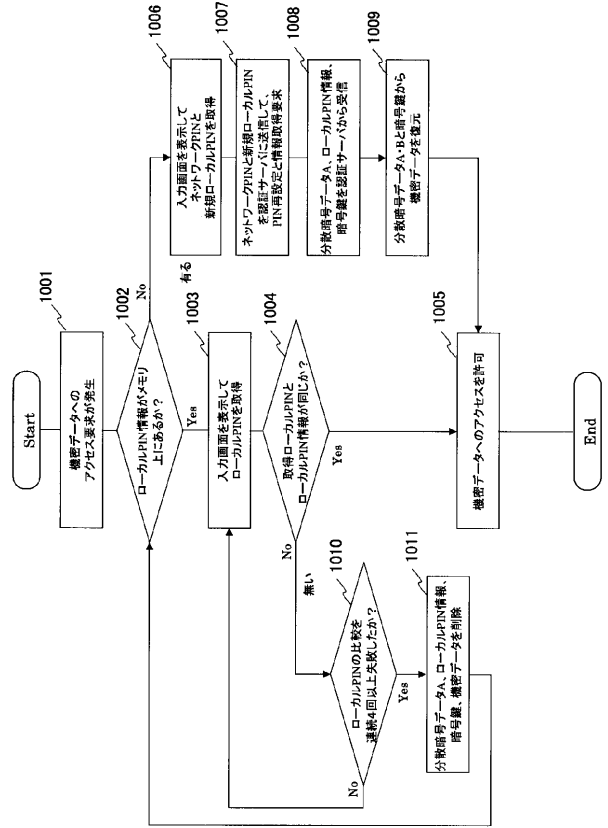 Start
1001
機密データへの
アクセス要求が発生
1002
ローカルPIN情報がメモリ
上にあるか?
No
Yes
1003
入力画面を表示して
ローカルPINを取得
1004
取得ローカルPINと
ローカルPIN情報が同じか?
No
Yes
無い
1005
機密データへのアクセスを許可
End
1006
入力画面を表示して
ネットワークPINと
新規ローカルPINを取得
有る
1007
ネットワークPINと新規ローカルPIN
を認証サーバに送信して、
PIN再設定と情報取得要求
1008
分散暗号データA、ローカルPIN情報、
暗号鍵を認証サーバから受信
1009
分散暗号データA・Bと暗号鍵から
機密データを復元
1010
ローカルPINの比較を
連続4回以上失敗したか?
No
Yes
1011
分散暗号データA、ローカルPIN情報、
暗号鍵、機密データを削除